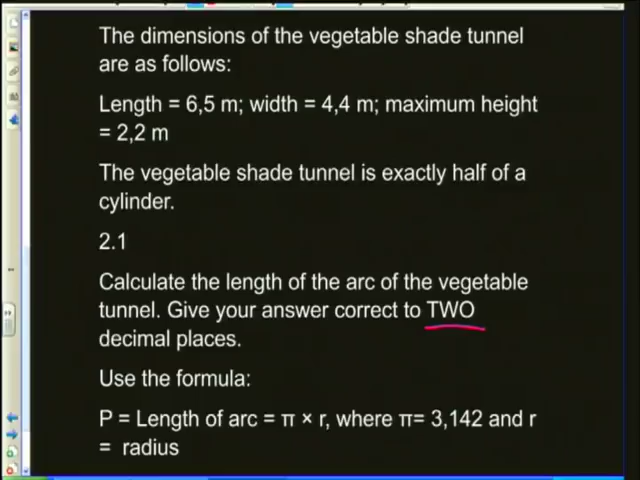 The dimensions of the vegetable shade tunnel
are as follows:
Length = 6,5 m; width = 4,4 m; maximum height
= 2,2 m
The vegetable shade tunnel is exactly half of a
cylinder.
2.1
Calculate the length of the arc of the vegetable
tunnel. Give your answer correct to TWO
decimal places.
Use the formula:
P = Length of arc = π × r, where π= 3,142 and r
= radius